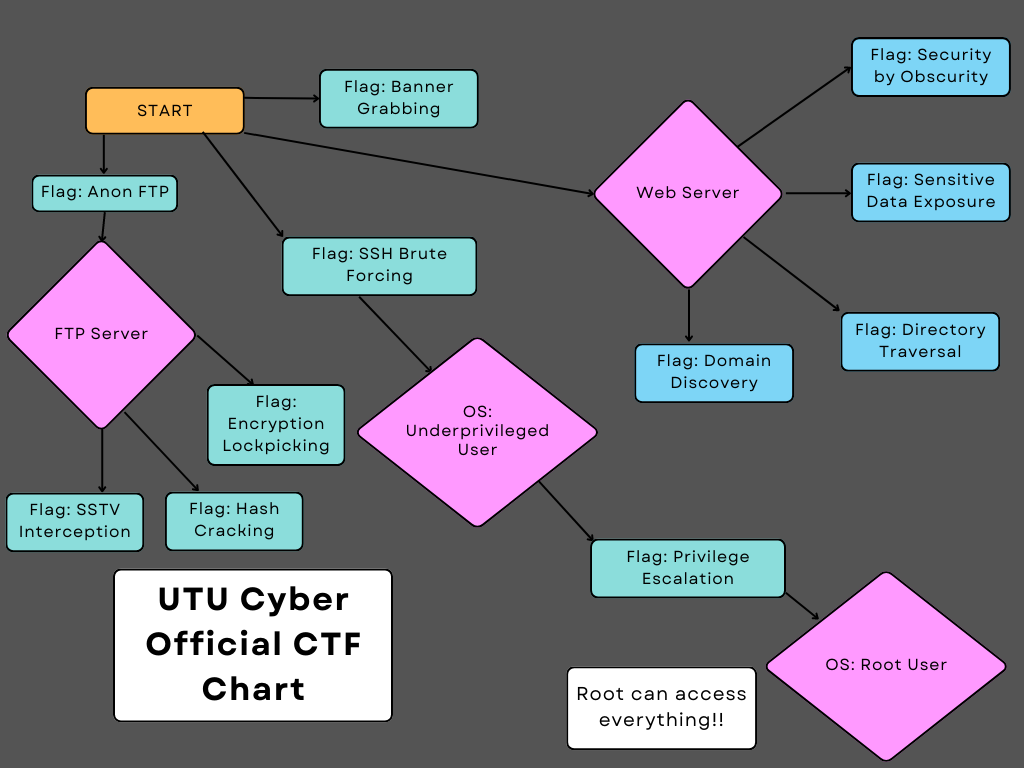 START
Flag: Banner
Grabbing
Flag: Security
by Obscurity
Web Server
Flag: Sensitive
Data Exposure
Flag: Anon FTP
Flag: SSH Brute
Forcing
FTP Server
Flag: Directory
Traversal
Flag: Domain
Discovery
Flag:
Encryption
Lockpicking
OS:
Underprivileged
User
Flag: SSTV
Interception
Flag: Hash
Cracking
Flag: Privilege
Escalation
UTU Cyber
Official CTF
Chart
OS: Root User
Root can access
everything!!